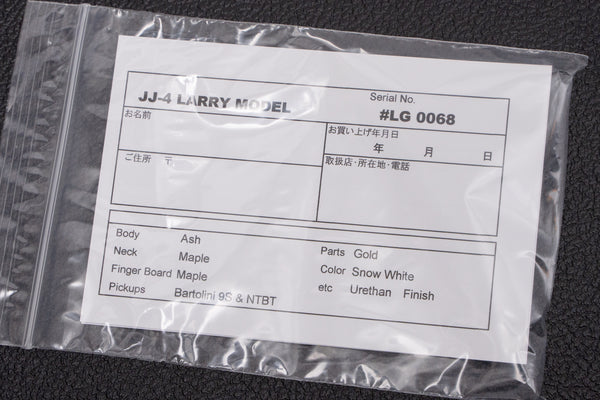 JJ-4 LARRY MODEL
Serial No.
#LG 0068
お名前
お買い上げ年月日
年 月 日
ご住所 〒
取扱店・所在地・電話
Body Ash
Parts Gold
Neck Maple
Color Snow White
Finger Board Maple
etc Urethan Finish
Pickups Bartolini 9S & NTBT